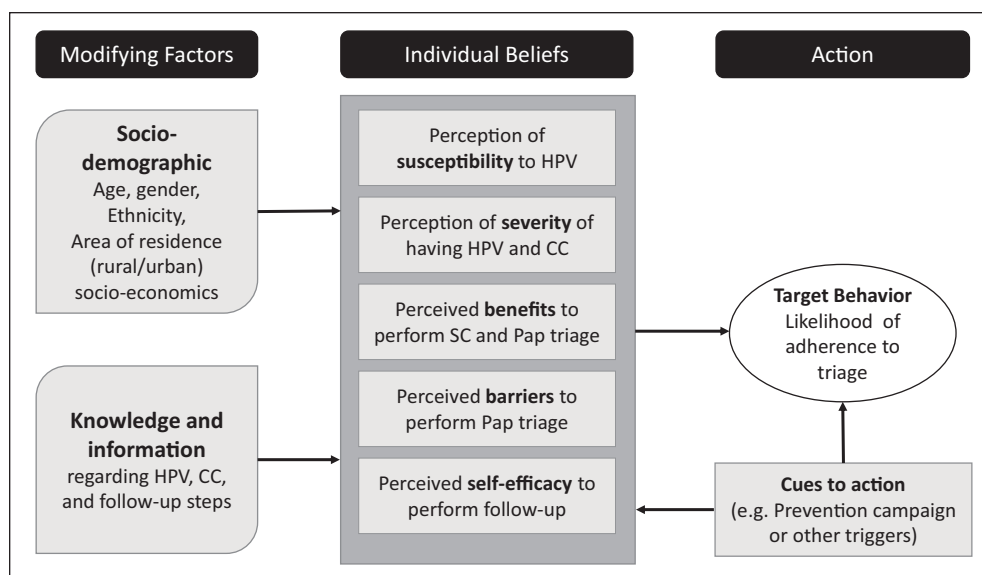 Modifying Factors
Individual Beliefs
Action
Socio-
demographic
Age, gender,
Ethnicity,
Area of residence
(rural/urban)
socio-economics
Knowledge and
information
regarding HPV, CC,
and follow-up steps
Perception of
susceptibility to HPV
Perception of severity of
having HPV and CC
Perceived benefits to
perform SC and Pap triage
Perceived barriers to
perform Pap triage
Perceived self-efficacy to
perform follow-up
Target Behavior
Likelihood of
adherence to
triage
Cues to action
(e.g. Prevention campaign
or other triggers)